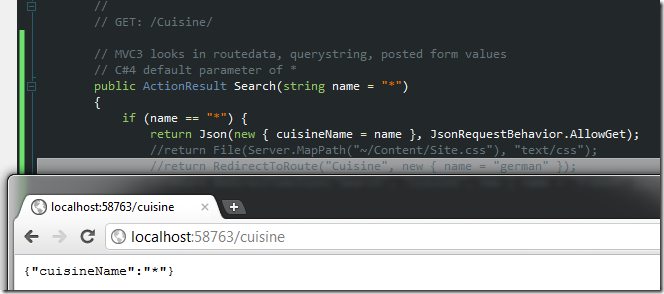 //
// GET: /Cuisine/
// MVC3 looks in routedata, querystring, posted form values
// C#4 default parameter of *
public ActionResult Search(string name = "*")
{
if (name == "*") {
return Json(new { cuisineName = name }, JsonRequestBehavior.AllowGet);
//return File(Server.MapPath("~/Content/Site.css"), "text/css");
//return RedirectToRoute("Cuisine", new { name = "german" });
localhost:58763/cuisine
localhost:58763/cuisine
{"cuisineName":"*"}